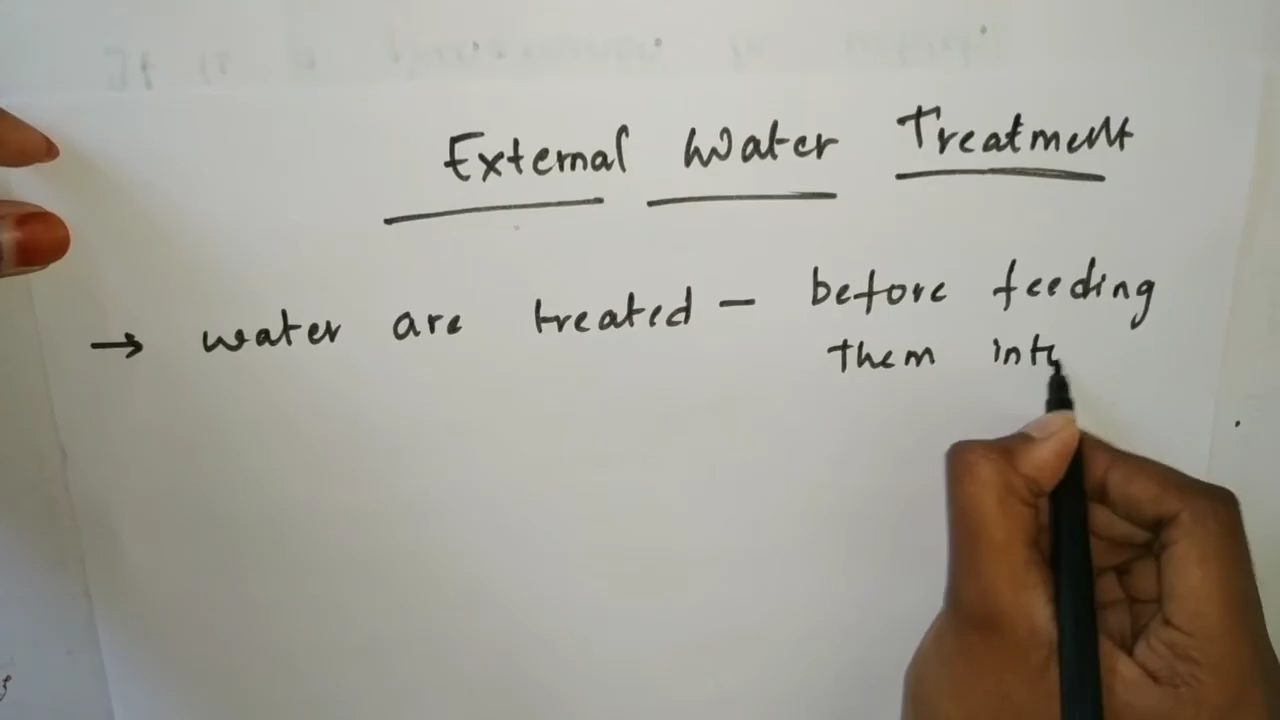 External Water Treatment
→ water are treated — before feeding
them int